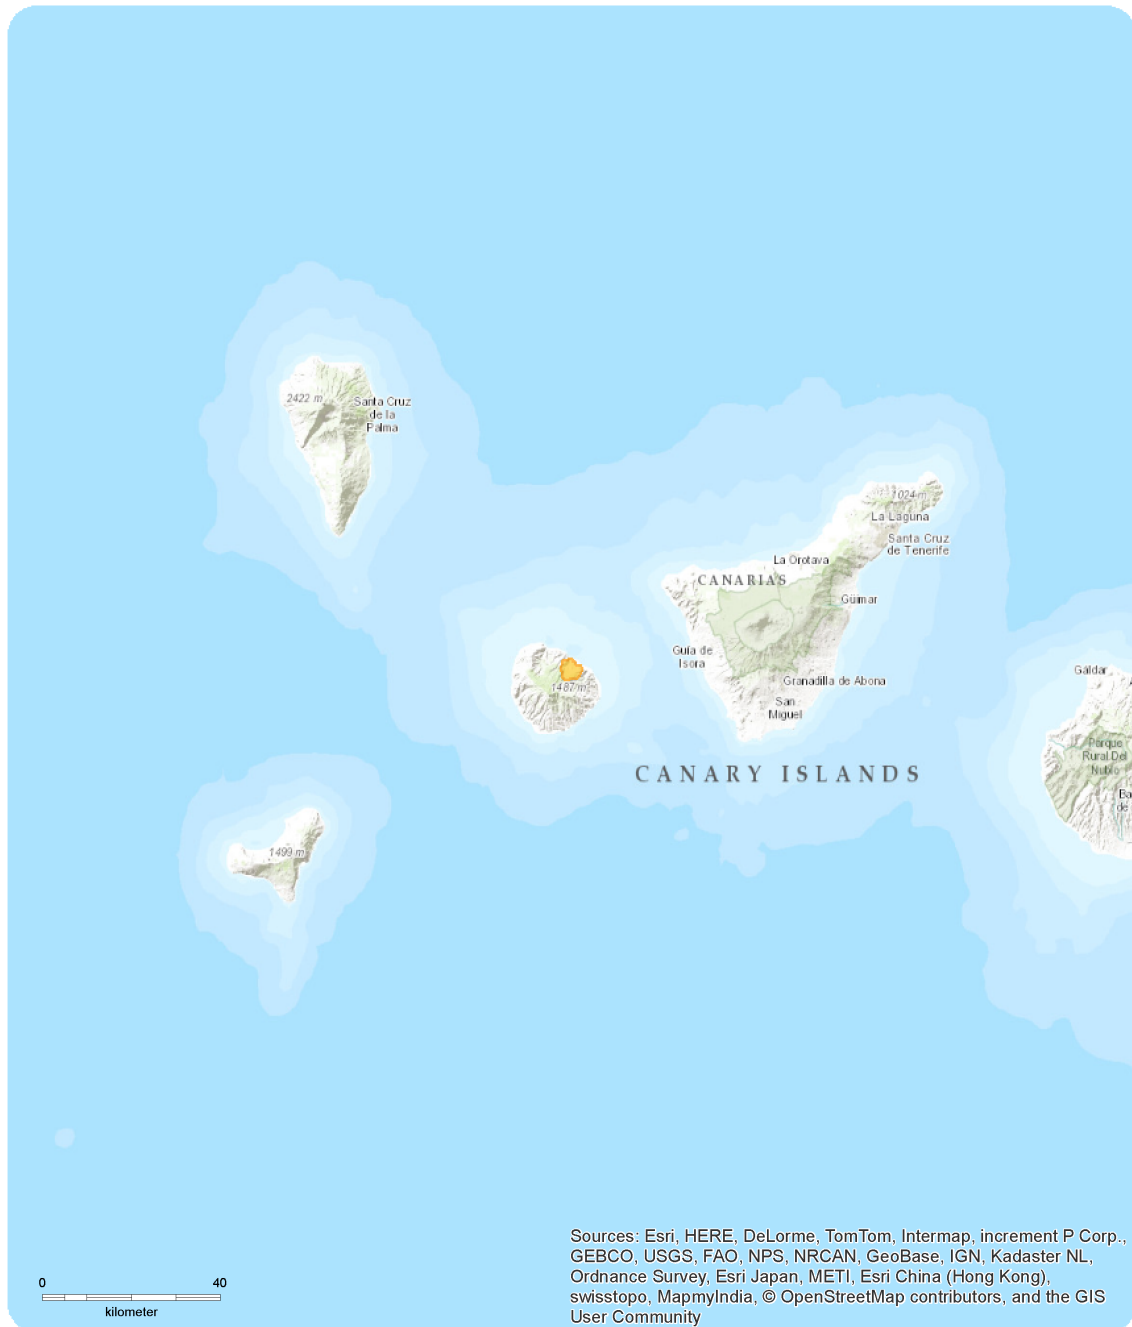 2422 m
Santa Cruz
de la
Palma
1024 m
La Laguna
Santa Cruz
de Tenerife
La Orotava
CANARIAS
Güímar
Guía de
Isora
1487 m
Granadilla de Abona
San
Miguel
Gáldar
Parque
Rural Del
Nublo
Ba
de
CANARY ISLANDS
1499 m
0 40
kilometer
Sources: Esri, HERE, DeLorme, TomTom, Intermap, increment P Corp.,
GEBCO, USGS, FAO, NPS, NRCAN, GeoBase, IGN, Kadaster NL,
Ordnance Survey, Esri Japan, METI, Esri China (Hong Kong),
swisstopo, MapmyIndia, © OpenStreetMap contributors, and the GIS
User Community